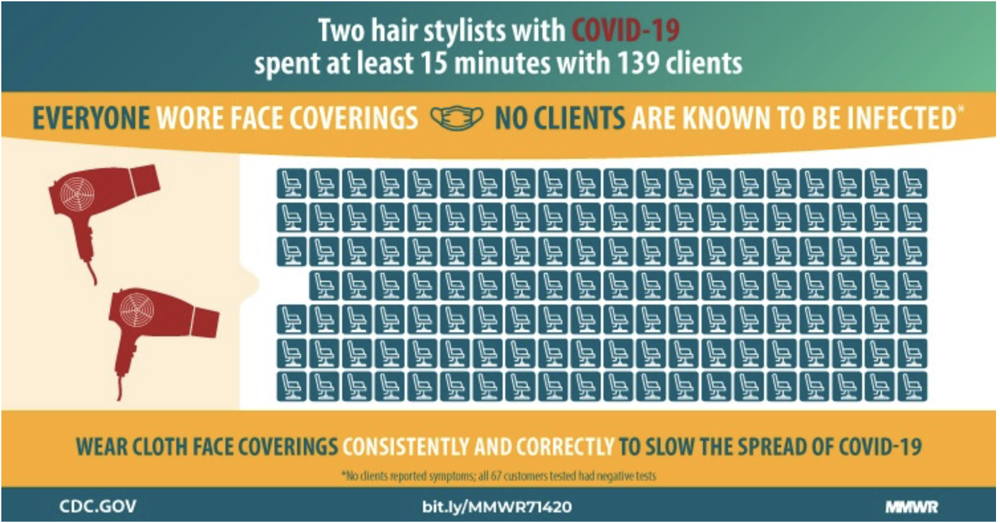 Two hair stylists with COVID-19
spent at least 15 minutes with 139 clients
EVERYONE WORE FACE COVERINGS NO CLIENTS ARE KNOWN TO BE INFECTED*
WEAR CLOTH FACE COVERINGS CONSISTENTLY AND CORRECTLY TO SLOW THE SPREAD OF COVID-19
*No clients reported symptoms; all 67 customers tested had negative tests
CDC.GOV bit.ly/MMWR71420 MMWR